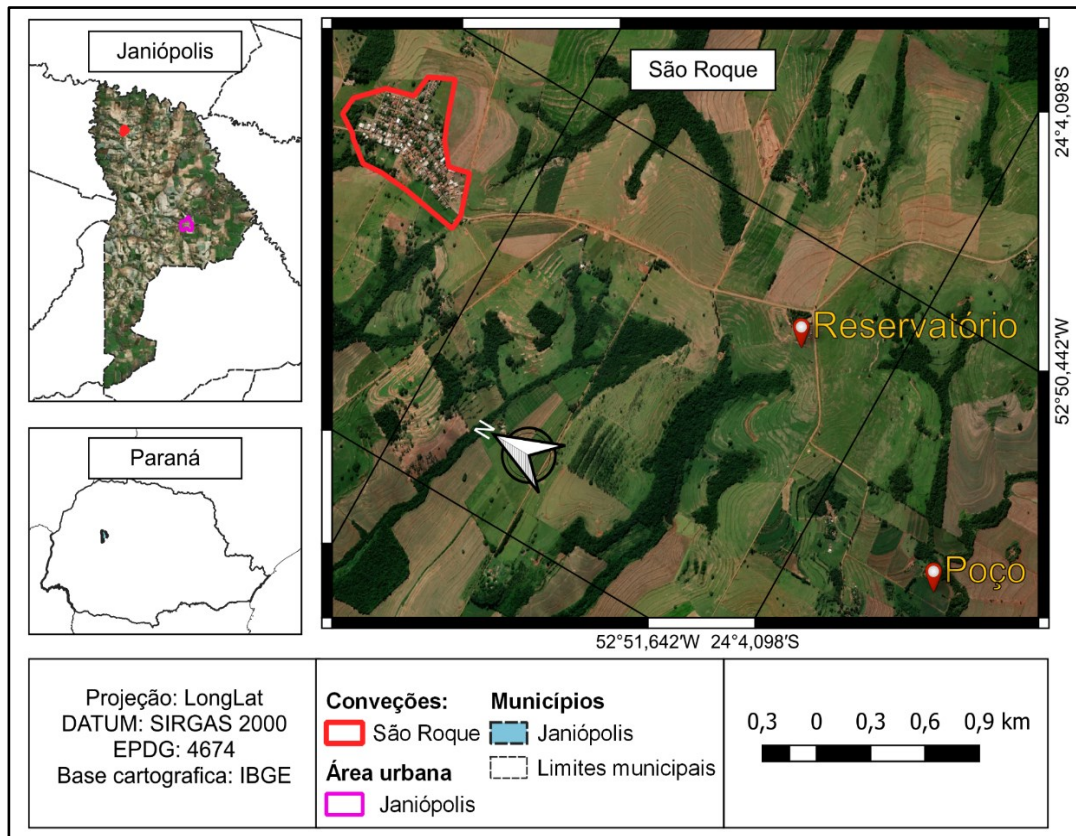 Janiópolis
São Roque
24°4,098'S
Reservatório
52°50,442'W
N
Paraná
Poço
52°51,642'W 24°4,098'S
Projeção: LongLat
DATUM: SIRGAS 2000
EPDG: 4674
Base cartografica: IBGE
Conveções:
São Roque
Área urbana
Janiópolis
Municípios
Janiópolis
Limites municipais
0,3 0 0,3 0,6 0,9 km